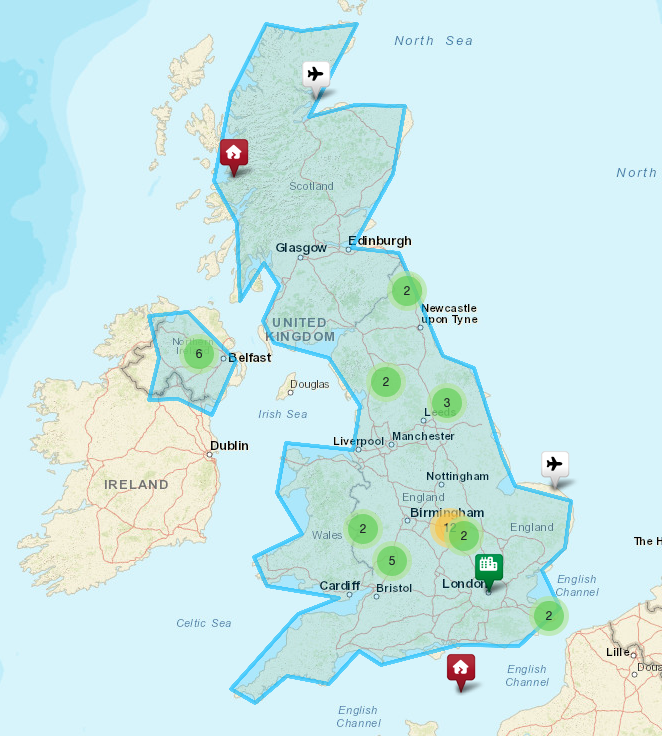 North Sea
North
Scotland
Glasgow
Edinburgh
2
Newcastle
upon Tyne
UNITED
KINGDOM
Northern
6
Belfast
2
Douglas
3
Leeds
Irish Sea
Liverpool
Manchester
Dublin
Nottingham
IRELAND
England
Birmingham
12
2
2
England
Wales
The H
5
London
Cardiff
Bristol
English
Channel
2
Celtic Sea
Lille
Doua
English
Channel
English
Channel